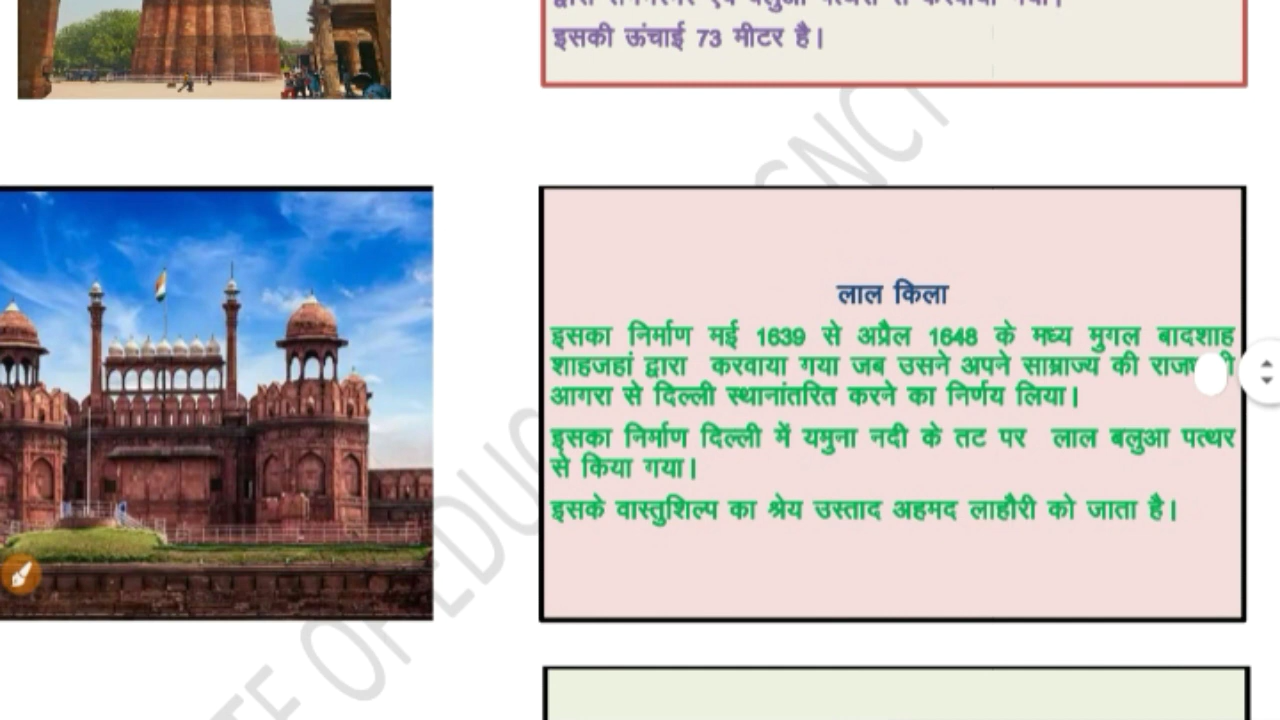 इसकी ऊंचाई 73 मीटर है।
लाल किला
इसका निर्माण मई 1639 से अप्रैल 1648 के मध्य मुगल बादशाह
शाहजहां द्वारा करवाया गया जब उसने अपने साम्राज्य की
आगरा से दिल्ली स्थानांतरित करने का निर्णय लिया।
इसका निर्माण दिल्ली में यमुना नदी के तट पर लाल बलुआ पत्थर
से किया गया।
इसके वास्तुशिल्प का श्रेय उस्ताद अहमद लाहौरी को जाता है।